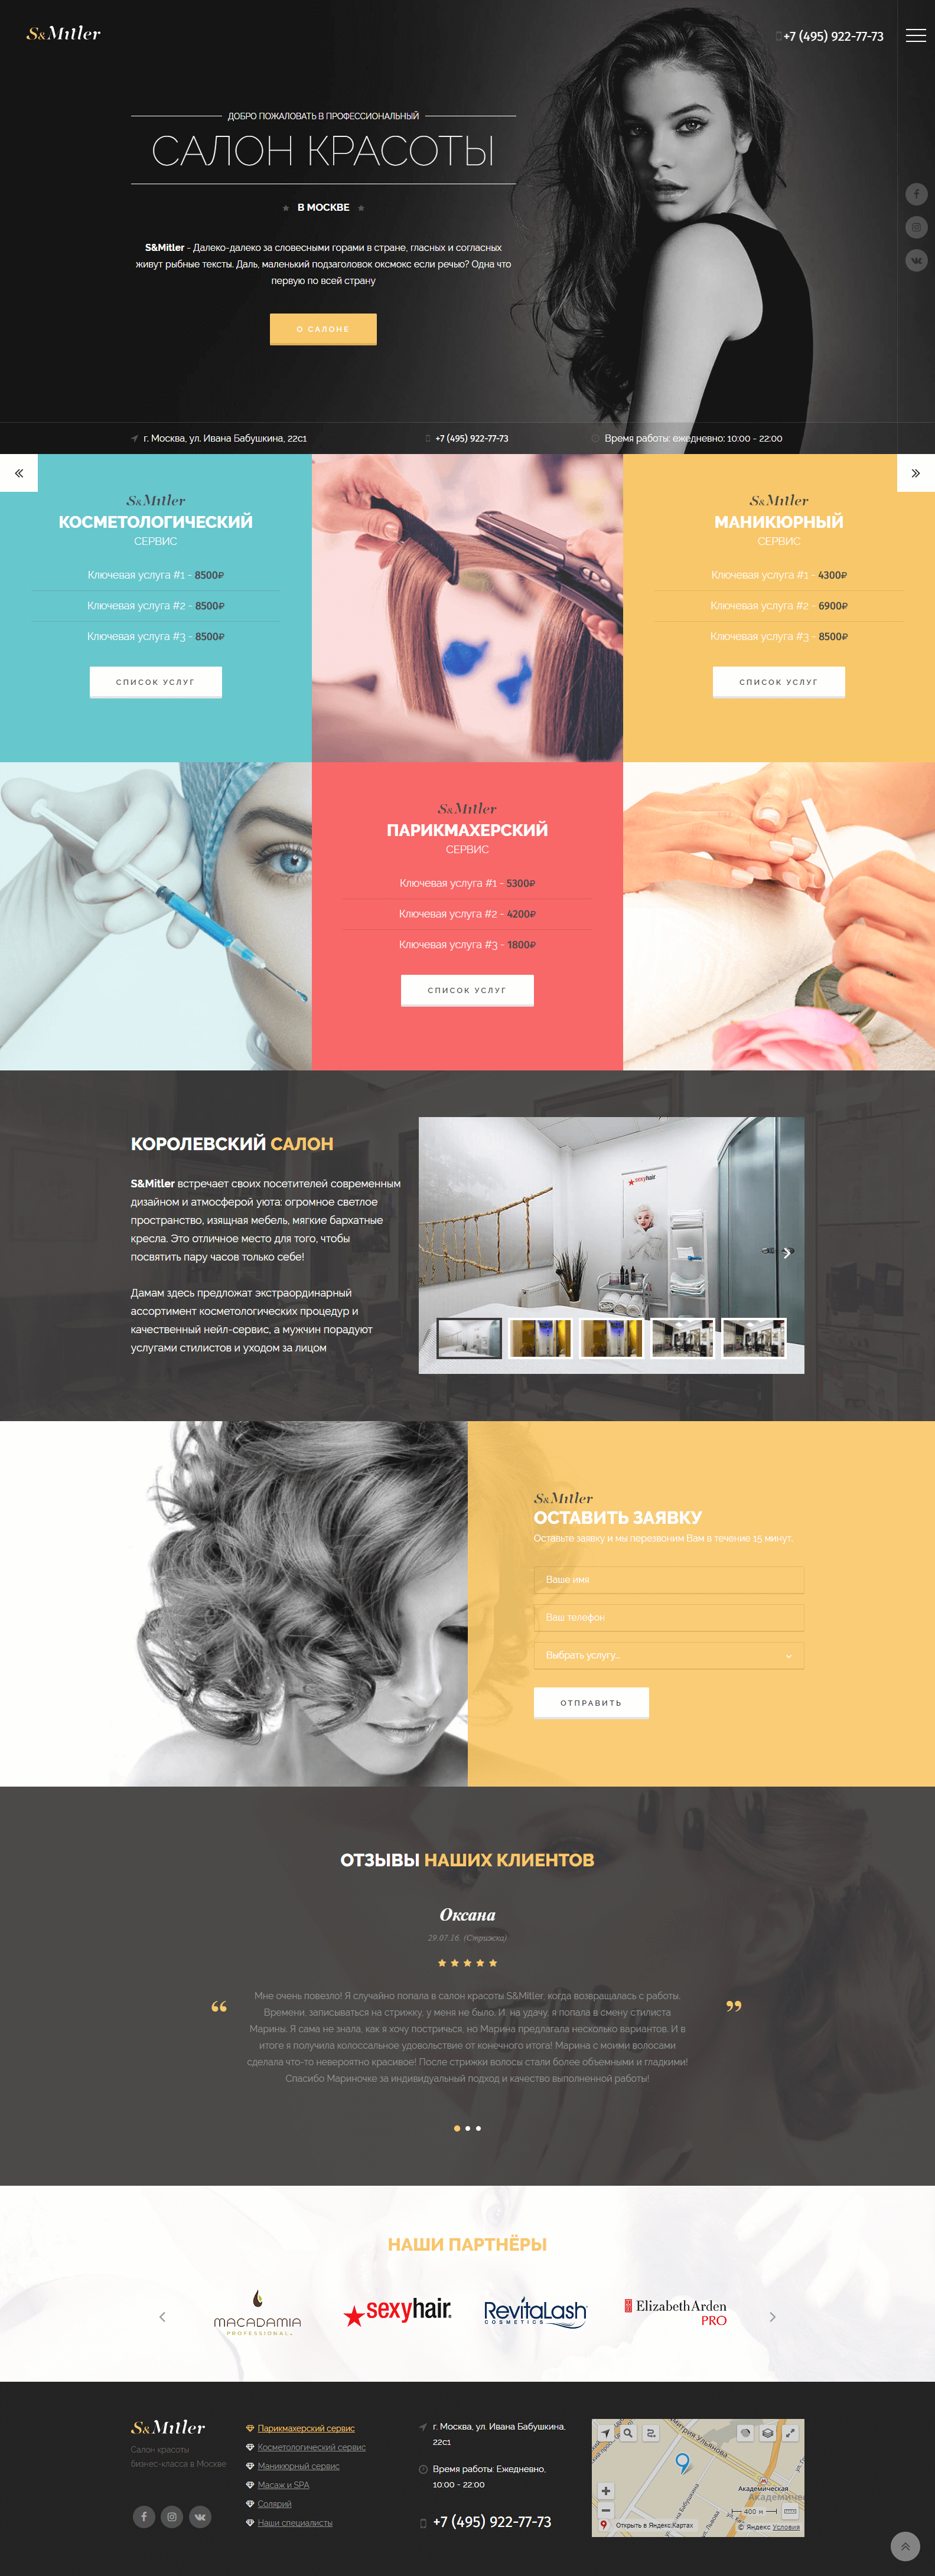 S&Mitler
+7 (495) 922-77-73
ДОБРО ПОЖАЛОВАТЬ В ПРОФЕССИОНАЛЬНЫЙ
САЛОН КРАСОТЫ
В МОСКВЕ
S&Mitler - Далеко-далеко за словесными горами в стране, гласных и согласных
живут рыбные тексты. Даль, маленький подзаголовок оксмокс если речью? Одна что
первую по всей страну
О САЛОНЕ
г. Москва, ул. Ивана Бабушкина, 22с1
+7 (495) 922-77-73
Время работы: ежедневно: 10:00 - 22:00
S&Mitler
КОСМЕТОЛОГИЧЕСКИЙ
СЕРВИС
Ключевая услуга #1 - 8500₽
Ключевая услуга #2 - 8500₽
Ключевая услуга #3 - 8500₽
СПИСОК УСЛУГ
S&Mitler
МАНИКЮРНЫЙ
СЕРВИС
Ключевая услуга #1 - 4300₽
Ключевая услуга #2 - 6900₽
Ключевая услуга #3 - 8500₽
СПИСОК УСЛУГ
S&Mitler
ПАРИКМАХЕРСКИЙ
СЕРВИС
Ключевая услуга #1 - 5300₽
Ключевая услуга #2 - 4200₽
Ключевая услуга #3 - 1800₽
СПИСОК УСЛУГ
КОРОЛЕВСКИЙ САЛОН
S&Mitler встречает своих посетителей современным
дизайном и атмосферой уюта: огромное светлое
пространство, изящная мебель, мягкие бархатные
кресла. Это отличное место для того, чтобы
посвятить пару часов только себе!
Дамам здесь предложат экстраординарный
ассортимент косметологических процедур и
качественный нейл-сервис, а мужчин порадуют
услугами стилистов и уходом за лицом
sexyhair
S&Mitler
ОСТАВИТЬ ЗАЯВКУ
Оставьте заявку и мы перезвоним Вам в течение 15 минут.
Ваше имя
Ваш телефон
Выбрать услугу...
ОТПРАВИТЬ
ОТЗЫВЫ НАШИХ КЛИЕНТОВ
Оксана
29.07.16. (Стрижка)
“ Мне очень повезло! Я случайно попала в салон красоты S&Mitler, когда возвращалась с работы. ”
Времени, записываться на стрижку, у меня не было. И, на удачу, я попала в смену стилиста
Марины. Я сама не знала, как я хочу постричься, но Марина предлагала несколько вариантов. И в
итоге я получила колоссальное удовольствие от конечного итога! Марина с моими волосами
сделала что-то невероятно красивое! После стрижки волосы стали более объемными и гладкими!
Спасибо Мариночке за индивидуальный подход и качество выполненной работы!
НАШИ ПАРТНЁРЫ
MACADAMIA
PROFESSIONAL
sexyhair.
RevitaLash
COSMETICS
Elizabeth Arden
PRO
S&Mitler
Салон красоты
бизнес-класса в Москве
Парикмахерский сервис
Косметологический сервис
Маникюрный сервис
Масаж и SPA
Солярий
Наши специалисты
г. Москва, ул. Ивана Бабушкина,
22с1
Время работы: Ежедневно,
10:00 - 22:00
+7 (495) 922-77-73
Дмитрия Ульянова
Академическая
Бабушкина
400 м
Открыть в Яндекс.Картах
© Яндекс Условия